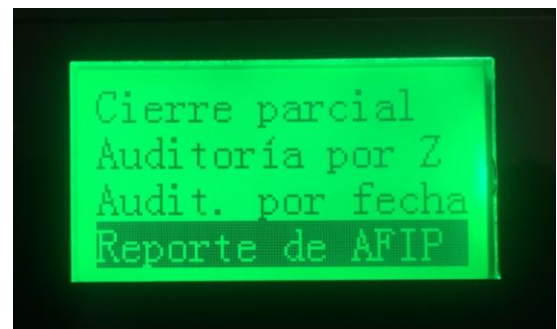 Cierre parcial
Auditoría por Z
Audit. por fecha
Reporte de AFIP